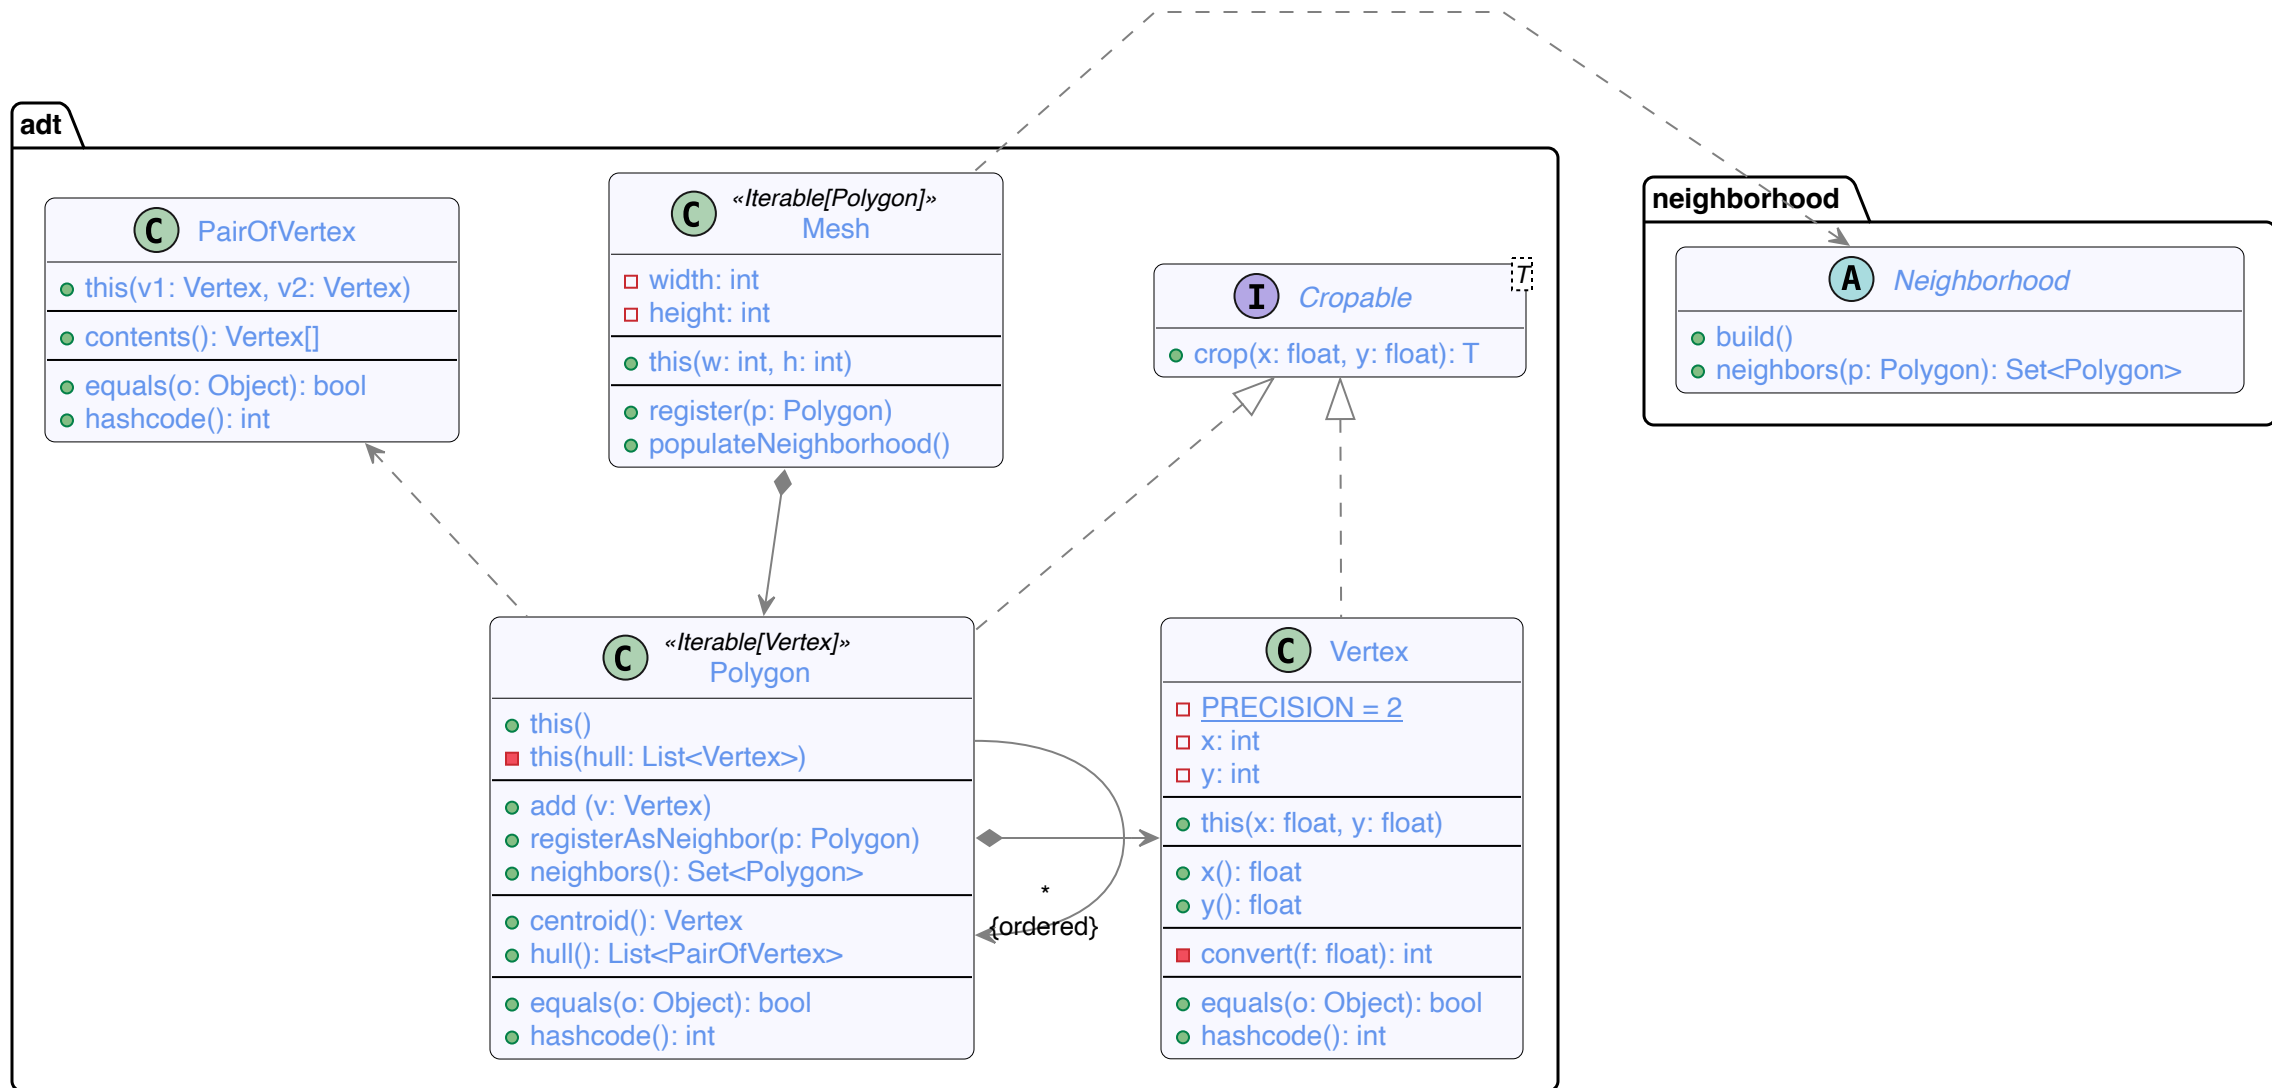 adt
C PairOfVertex
this(v1: Vertex, v2: Vertex)
contents(): Vertex[]
equals(o: Object): bool
hashcode(): int
C «Iterable[Polygon]»
Mesh
width: int
height: int
this(w: int, h: int)
register(p: Polygon)
populateNeighborhood()
T
I Cropable
crop(x: float, y: float): T
neighborhood
A Neighborhood
build()
neighbors(p: Polygon): Set<Polygon>
C «Iterable[Vertex]»
Polygon
this()
this(hull: List<Vertex>)
add (v: Vertex)
registerAsNeighbor(p: Polygon)
neighbors(): Set<Polygon>
centroid(): Vertex
hull(): List<PairOfVertex>
equals(o: Object): bool
hashcode(): int
*
{ordered}
C Vertex
PRECISION = 2
x: int
y: int
this(x: float, y: float)
x(): float
y(): float
convert(f: float): int
equals(o: Object): bool
hashcode(): int